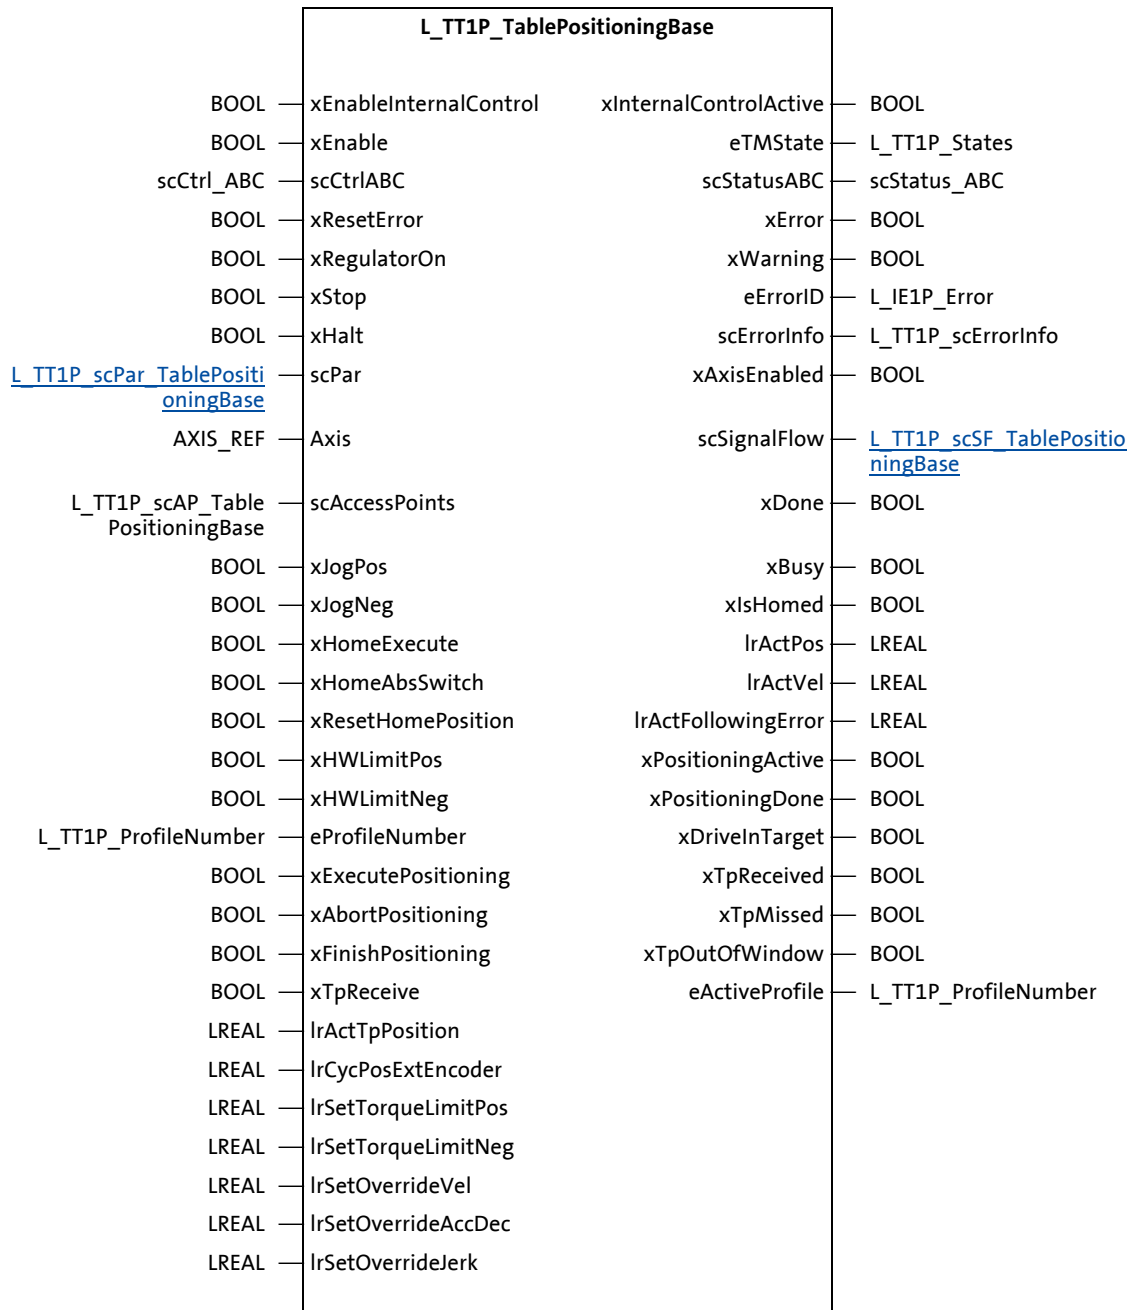 L_TT1P_TablePositioningBase
BOOL xEnableInternalControl xInternalControlActive BOOL
BOOL xEnable eTMState L_TT1P_States
scCtrl_ABC scCtrlABC scStatusABC scStatus_ABC
BOOL xResetError xError BOOL
BOOL xRegulatorOn xWarning BOOL
BOOL xStop eErrorID L_IE1P_Error
BOOL xHalt scErrorInfo L_TT1P_scErrorInfo
L_TT1P_scPar_TablePositi scPar xAxisEnabled BOOL
oningBase
AXIS_REF Axis scSignalFlow L_TT1P_scSF_TablePositio
ningBase
L_TT1P_scAP_Table scAccessPoints xDone BOOL
PositioningBase
BOOL xJogPos xBusy BOOL
BOOL xJogNeg xIsHomed BOOL
BOOL xHomeExecute lrActPos LREAL
BOOL xHomeAbsSwitch lrActVel LREAL
BOOL xResetHomePosition lrActFollowingError LREAL
BOOL xHWLimitPos xPositioningActive BOOL
BOOL xHWLimitNeg xPositioningDone BOOL
L_TT1P_ProfileNumber eProfileNumber xDriveInTarget BOOL
BOOL xExecutePositioning xTpReceived BOOL
BOOL xAbortPositioning xTpMissed BOOL
BOOL xFinishPositioning xTpOutOfWindow BOOL
BOOL xTpReceive eActiveProfile L_TT1P_ProfileNumber
LREAL lrActTpPosition
LREAL lrCycPosExtEncoder
LREAL lrSetTorqueLimitPos
LREAL lrSetTorqueLimitNeg
LREAL lrSetOverrideVel
LREAL lrSetOverrideAccDec
LREAL lrSetOverrideJerk